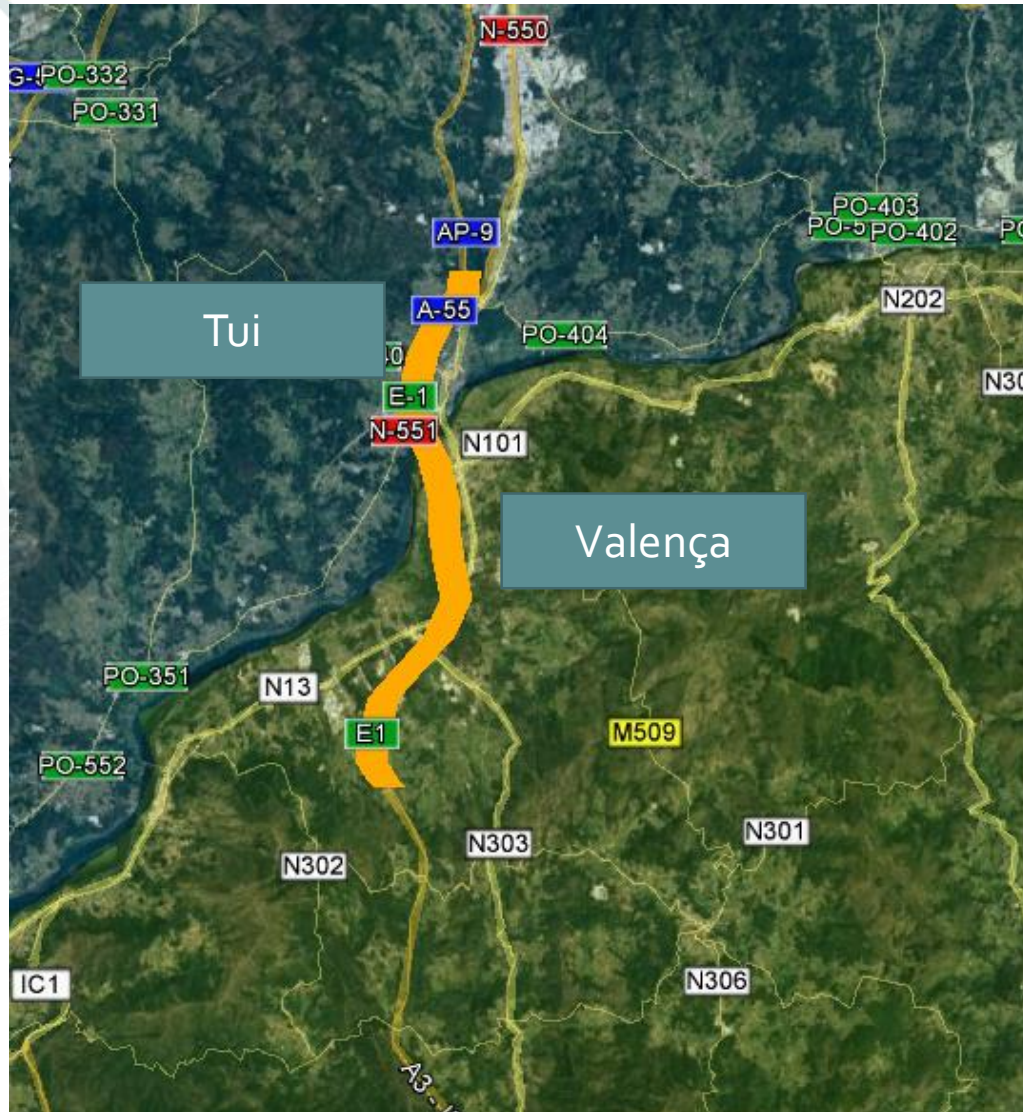 N-550
PO-332
PO-331
AP-9
PO-403
PO-402
N202
A-55
Tui
PO-404
E-1
N-551
N101
Valença
PO-351
N13
M509
E1
PO-552
N301
N303
N302
N306
IC1
A3 -